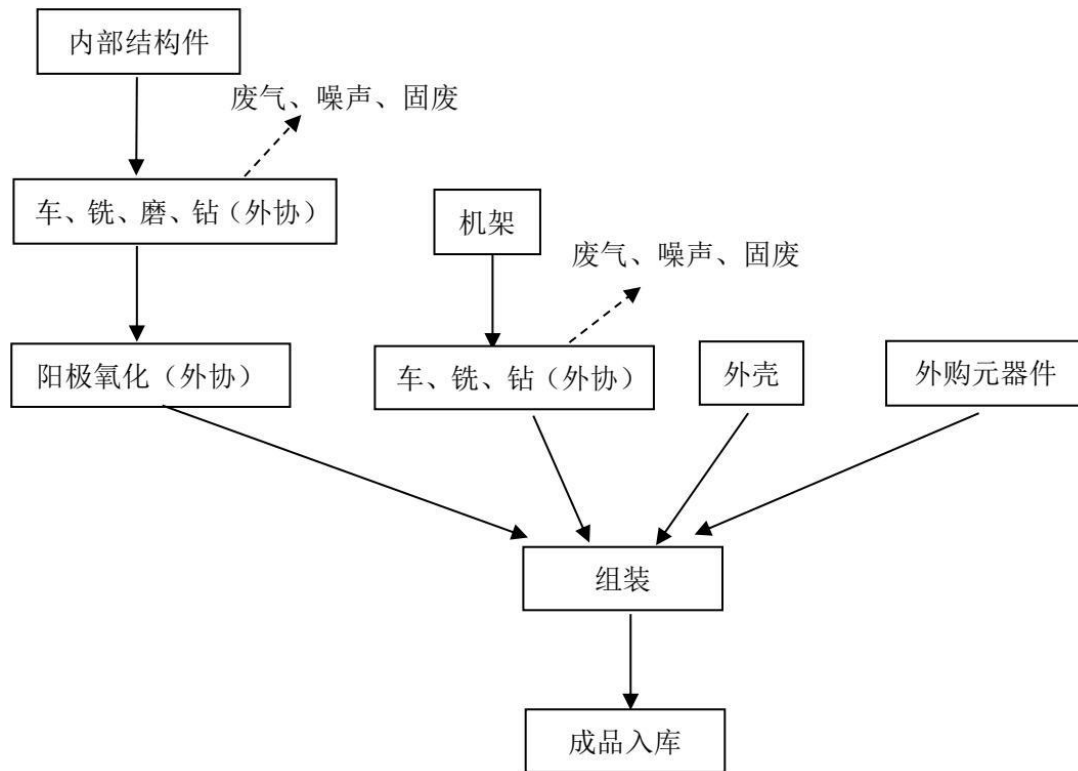 内部结构件
废气、噪声、固废
车、铣、磨、钻（外协）
机架
废气、噪声、固废
阳极氧化（外协）
车、铣、钻（外协）
外壳
外购元器件
组装
成品入库